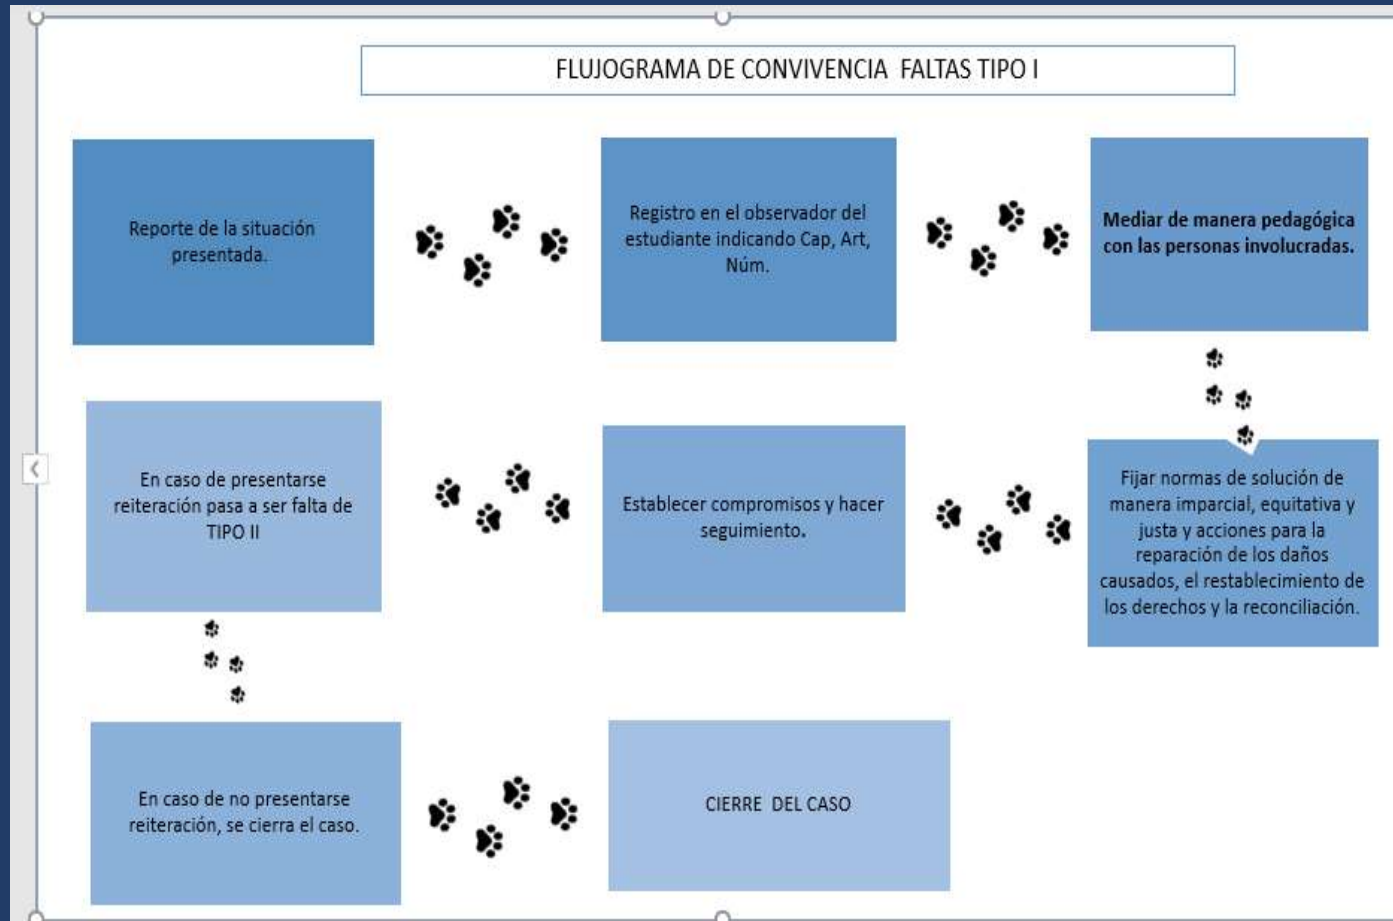 FLUJOGRAMA DE CONVIVENCIA FALTAS TIPO I
Reporte de la situación
presentada.
Registro en el observador del
estudiante indicando Cap, Art,
Núm.
Mediar de manera pedagógica
con las personas involucradas.
Fijar normas de solución de
manera imparcial, equitativa y
justa y acciones para la
reparación de los daños
causados, el restablecimiento de
los derechos y la reconciliación.
Establecer compromisos y hacer
seguimiento.
En caso de presentarse
reiteración pasa a ser falta de
TIPO II
En caso de no presentarse
reiteración, se cierra el caso.
CIERRE DEL CASO